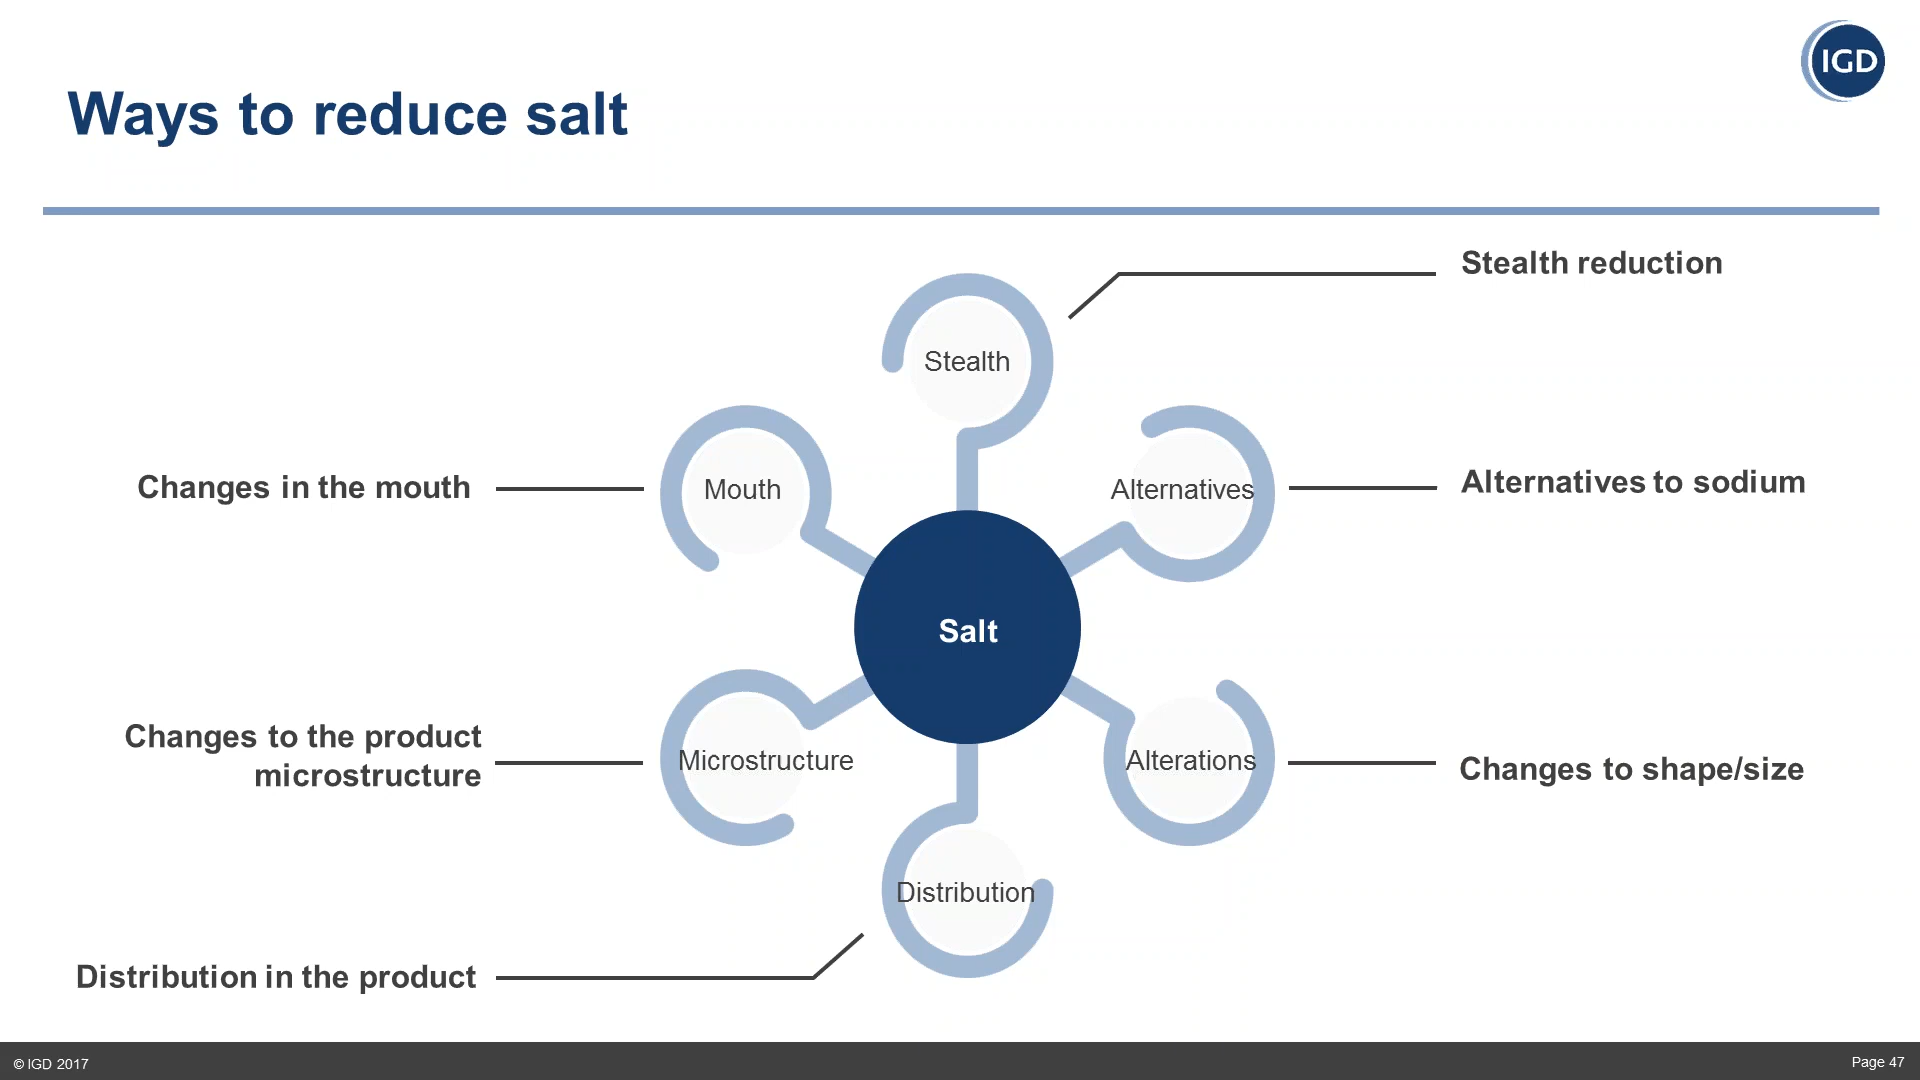 IGD
Ways to reduce salt
Stealth reduction
Stealth
Changes in the mouth
Mouth
Alternatives
Alternatives to sodium
Salt
Changes to the product
microstructure
Microstructure
Alterations
Changes to shape/size
Distribution
Distribution in the product
© IGD 2017
Page 47